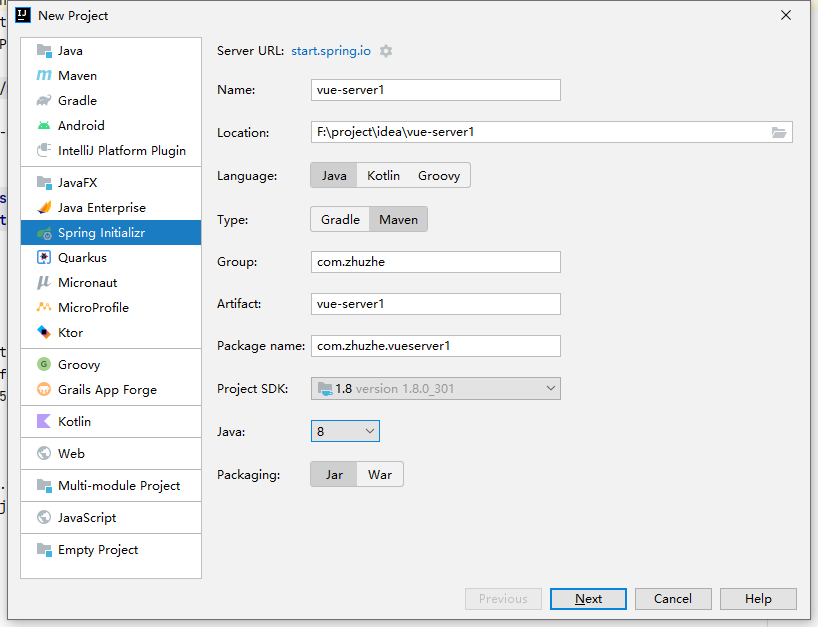 New Project
Java
Maven
Gradle
Android
IntelliJ Platform Plugin
JavaFX
Java Enterprise
Spring Initializr
Quarkus
Micronaut
MicroProfile
Ktor
Groovy
Grails App Forge
Kotlin
Web
Multi-module Project
JavaScript
Empty Project
Server URL: start.spring.io
Name: vue-server1
Location: F:\project\idea\vue-server1
Language: Java Kotlin Groovy
Type: Gradle Maven
Group: com.zhuzhe
Artifact: vue-server1
Package name: com.zhuzhe.vueserver1
Project SDK: 1.8 version 1.8.0_301
Java: 8
Packaging: Jar War
Previous Next Cancel Help